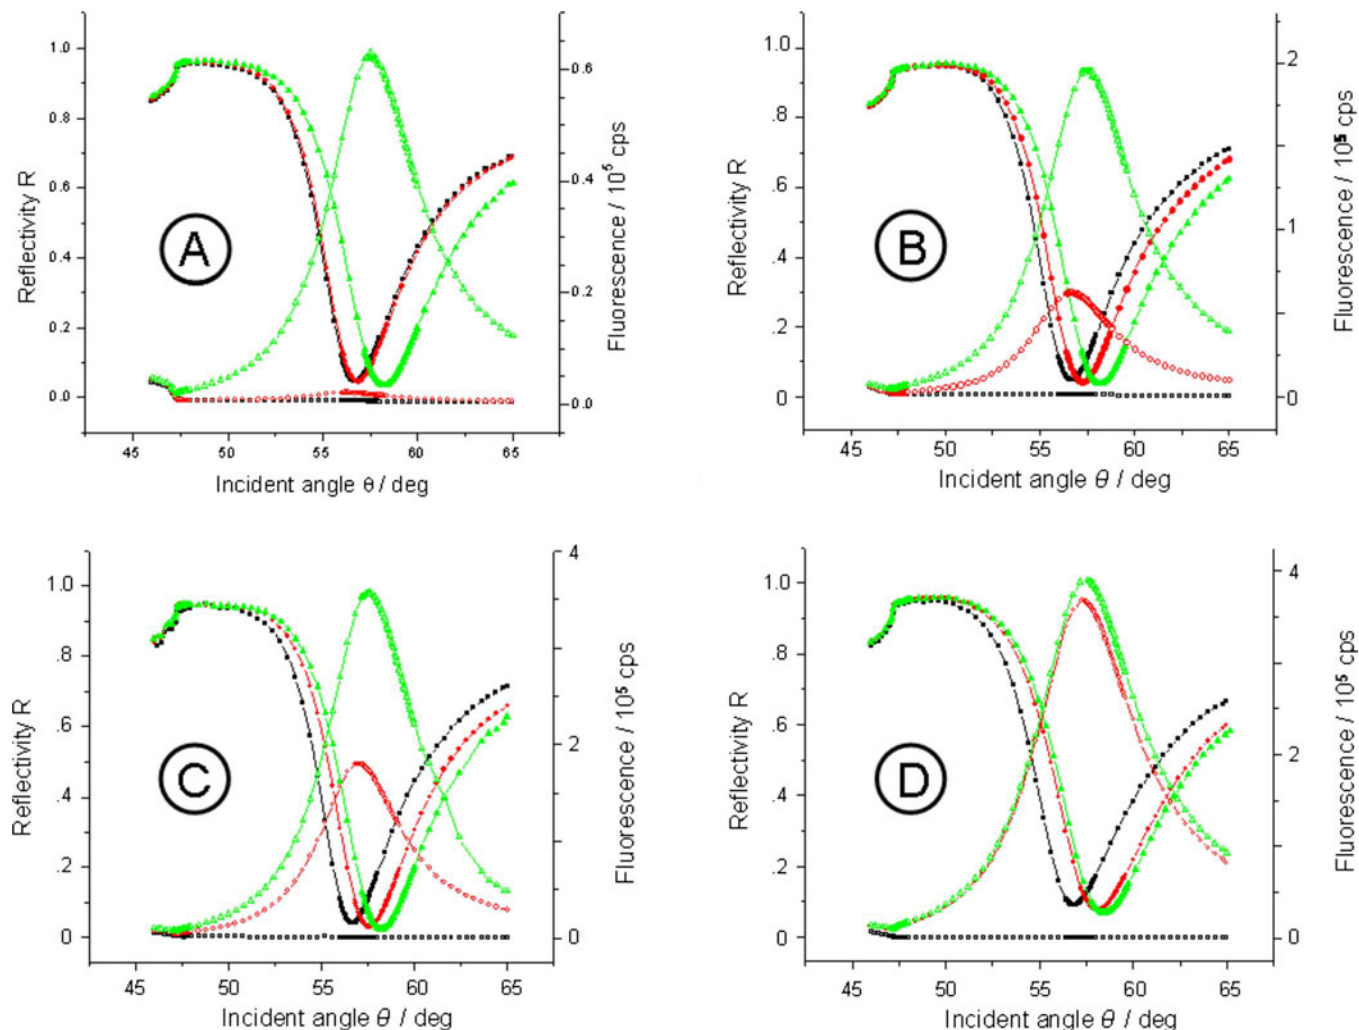 1.0
0.8
0.6
0.4
0.2
0.0
Reflectivity R
A
0.6
0.4
0.2
0.0
Fluorescence / 10⁵ cps
45 50 55 60 65
Incident angle θ / deg
1.0
.8
.6
.4
.2
0
Reflectivity R
B
2
1
0
Fluorescence / 10⁵ cps
45 50 55 60 65
Incident angle θ / deg
1.0
.8
.6
.4
.2
0
Reflectivity R
C
4
2
0
Fluorescence / 10⁵ cps
45 50 55 60 65
Incident angle θ / deg
1.0
.8
.6
.4
.2
0
Reflectivity R
D
4
2
0
Fluorescence / 10⁵ cps
45 50 55 60 65
Incident angle θ / deg